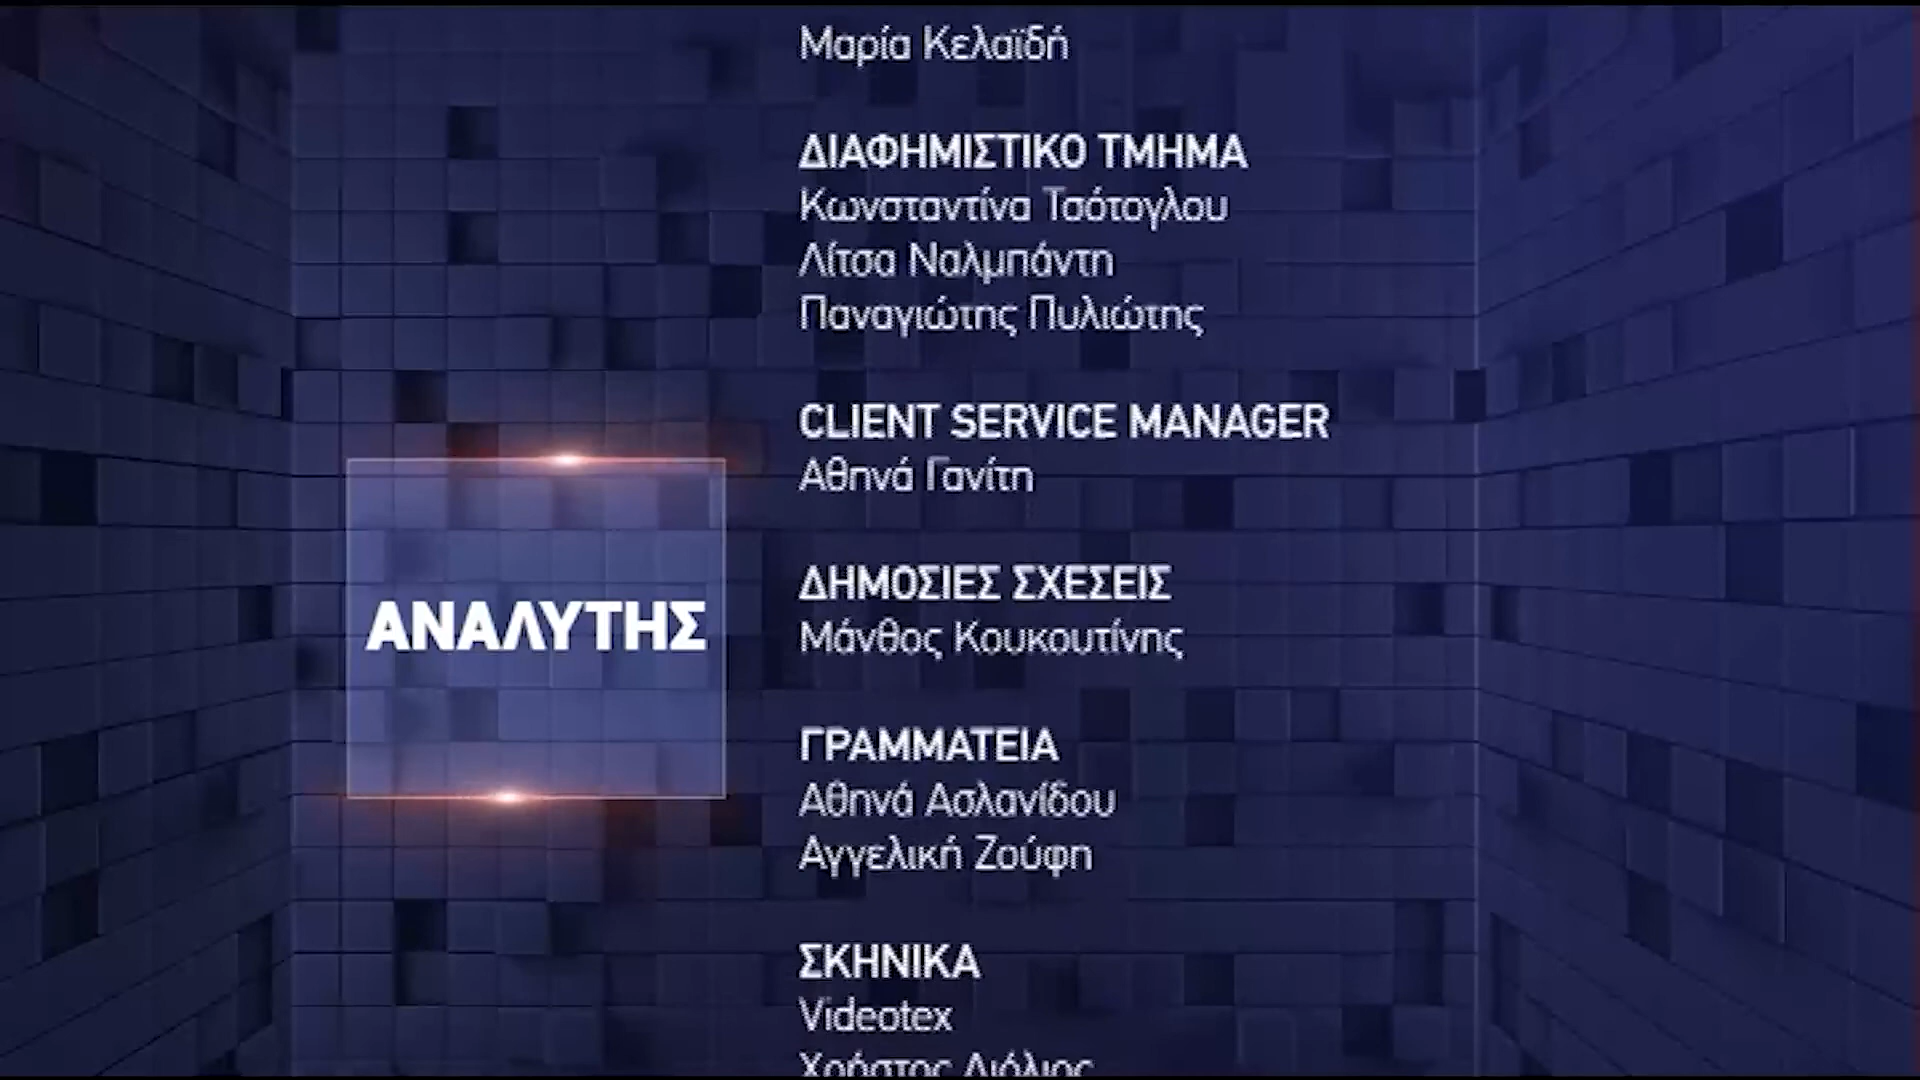 Μαρία Κελαϊδή
ΔΙΑΦΗΜΙΣΤΙΚΟ ΤΜΗΜΑ
Κωνσταντίνα Τσότογλου
Λίτσα Ναλμπάντη
Παναγιώτης Πυλιώτης
CLIENT SERVICE MANAGER
Αθηνά Γανίτη
ΔΗΜΟΣΙΕΣ ΣΧΕΣΕΙΣ
Μάνθος Κουκουτίνης
ΓΡΑΜΜΑΤΕΙΑ
Αθηνά Ασλανίδου
Αγγελική Ζούφη
ΣΚΗΝΙΚΑ
Videotex
Χρήστος
ΑΝΑΛΥΤΗΣ